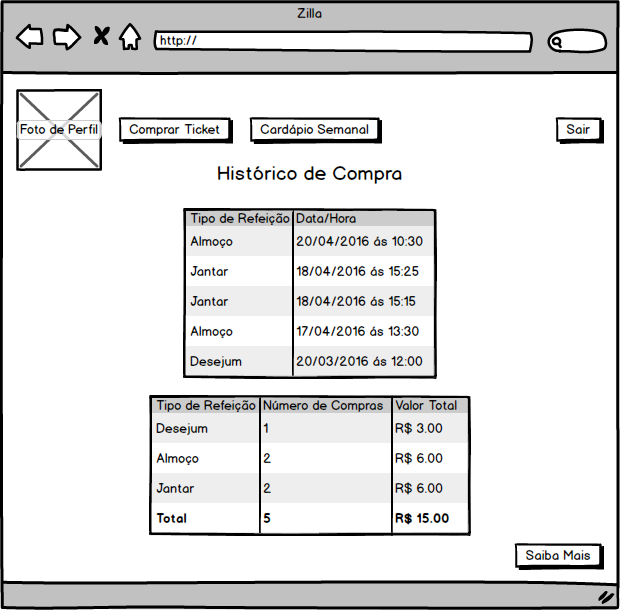 Zilla
http://
Foto de Perfil
Comprar Ticket
Cardápio Semanal
Sair
Histórico de Compra
Tipo de Refeição Data/Hora
Almoço 20/04/2016 ás 10:30
Jantar 18/04/2016 ás 15:25
Jantar 18/04/2016 ás 15:15
Almoço 17/04/2016 ás 13:30
Desejum 20/03/2016 ás 12:00
Tipo de Refeição Número de Compras Valor Total
Desejum 1 R$ 3.00
Almoço 2 R$ 6.00
Jantar 2 R$ 6.00
Total 5 R$ 15.00
Saiba Mais